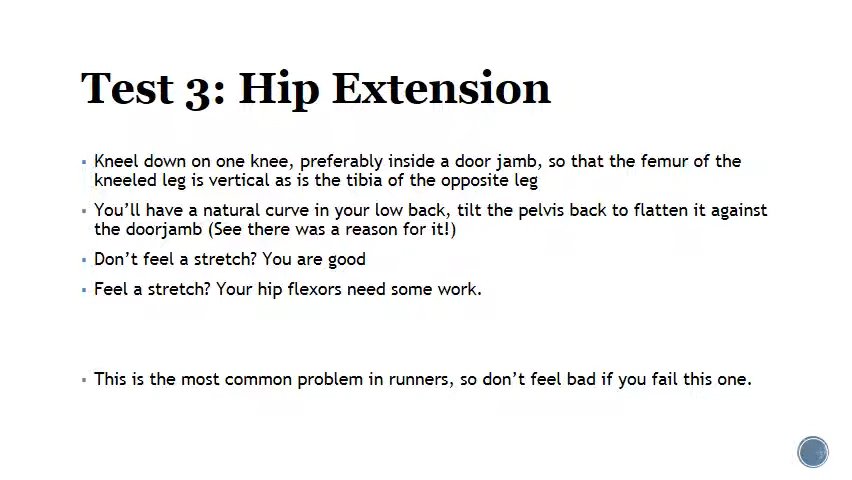 Test 3: Hip Extension
▪ Kneel down on one knee, preferably inside a door jamb, so that the femur of the
kneeled leg is vertical as is the tibia of the opposite leg
▪ You’ll have a natural curve in your low back, tilt the pelvis back to flatten it against
the doorjamb (See there was a reason for it!)
▪ Don’t feel a stretch? You are good
▪ Feel a stretch? Your hip flexors need some work.
▪ This is the most common problem in runners, so don’t feel bad if you fail this one.